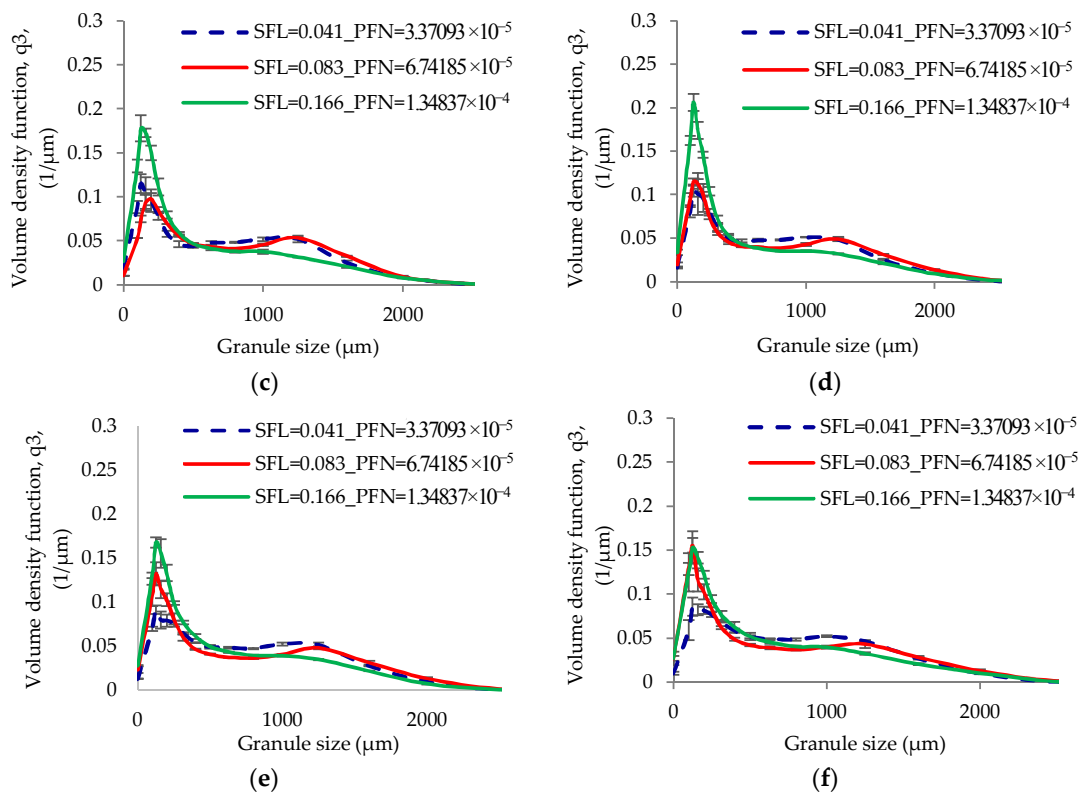 Volume density function, q3,
(1/µm)
0.3
0.25
0.2
0.15
0.1
0.05
0
SFL=0.041_PFN=3.37093 ×10⁻⁵
SFL=0.083_PFN=6.74185 ×10⁻⁵
SFL=0.166_PFN=1.34837 ×10⁻⁴
0 1000 2000
Granule size (µm)
(c)
Volume density function, q3,
(1/µm)
0.3
0.25
0.2
0.15
0.1
0.05
0
SFL=0.041_PFN=3.37093 ×10⁻⁵
SFL=0.083_PFN=6.74185 ×10⁻⁵
SFL=0.166_PFN=1.34837 ×10⁻⁴
0 1000 2000
Granule size (µm)
(d)
Volume density function, q3,
(1/µm)
0.3
0.25
0.2
0.15
0.1
0.05
0
SFL=0.041_PFN=3.37093×10⁻⁵
SFL=0.083_PFN=6.74185 ×10⁻⁵
SFL=0.166_PFN=1.34837×10⁻⁴
0 1000 2000
Granule size (µm)
(e)
Volume density function, q3,
(1/µm)
0.3
0.25
0.2
0.15
0.1
0.05
0
SFL=0.041_PFN=3.37093×10⁻⁵
SFL=0.083_PFN=6.74185 ×10⁻⁵
SFL=0.166_PFN=1.34837×10⁻⁴
0 1000 2000
Granule size (µm)
(f)